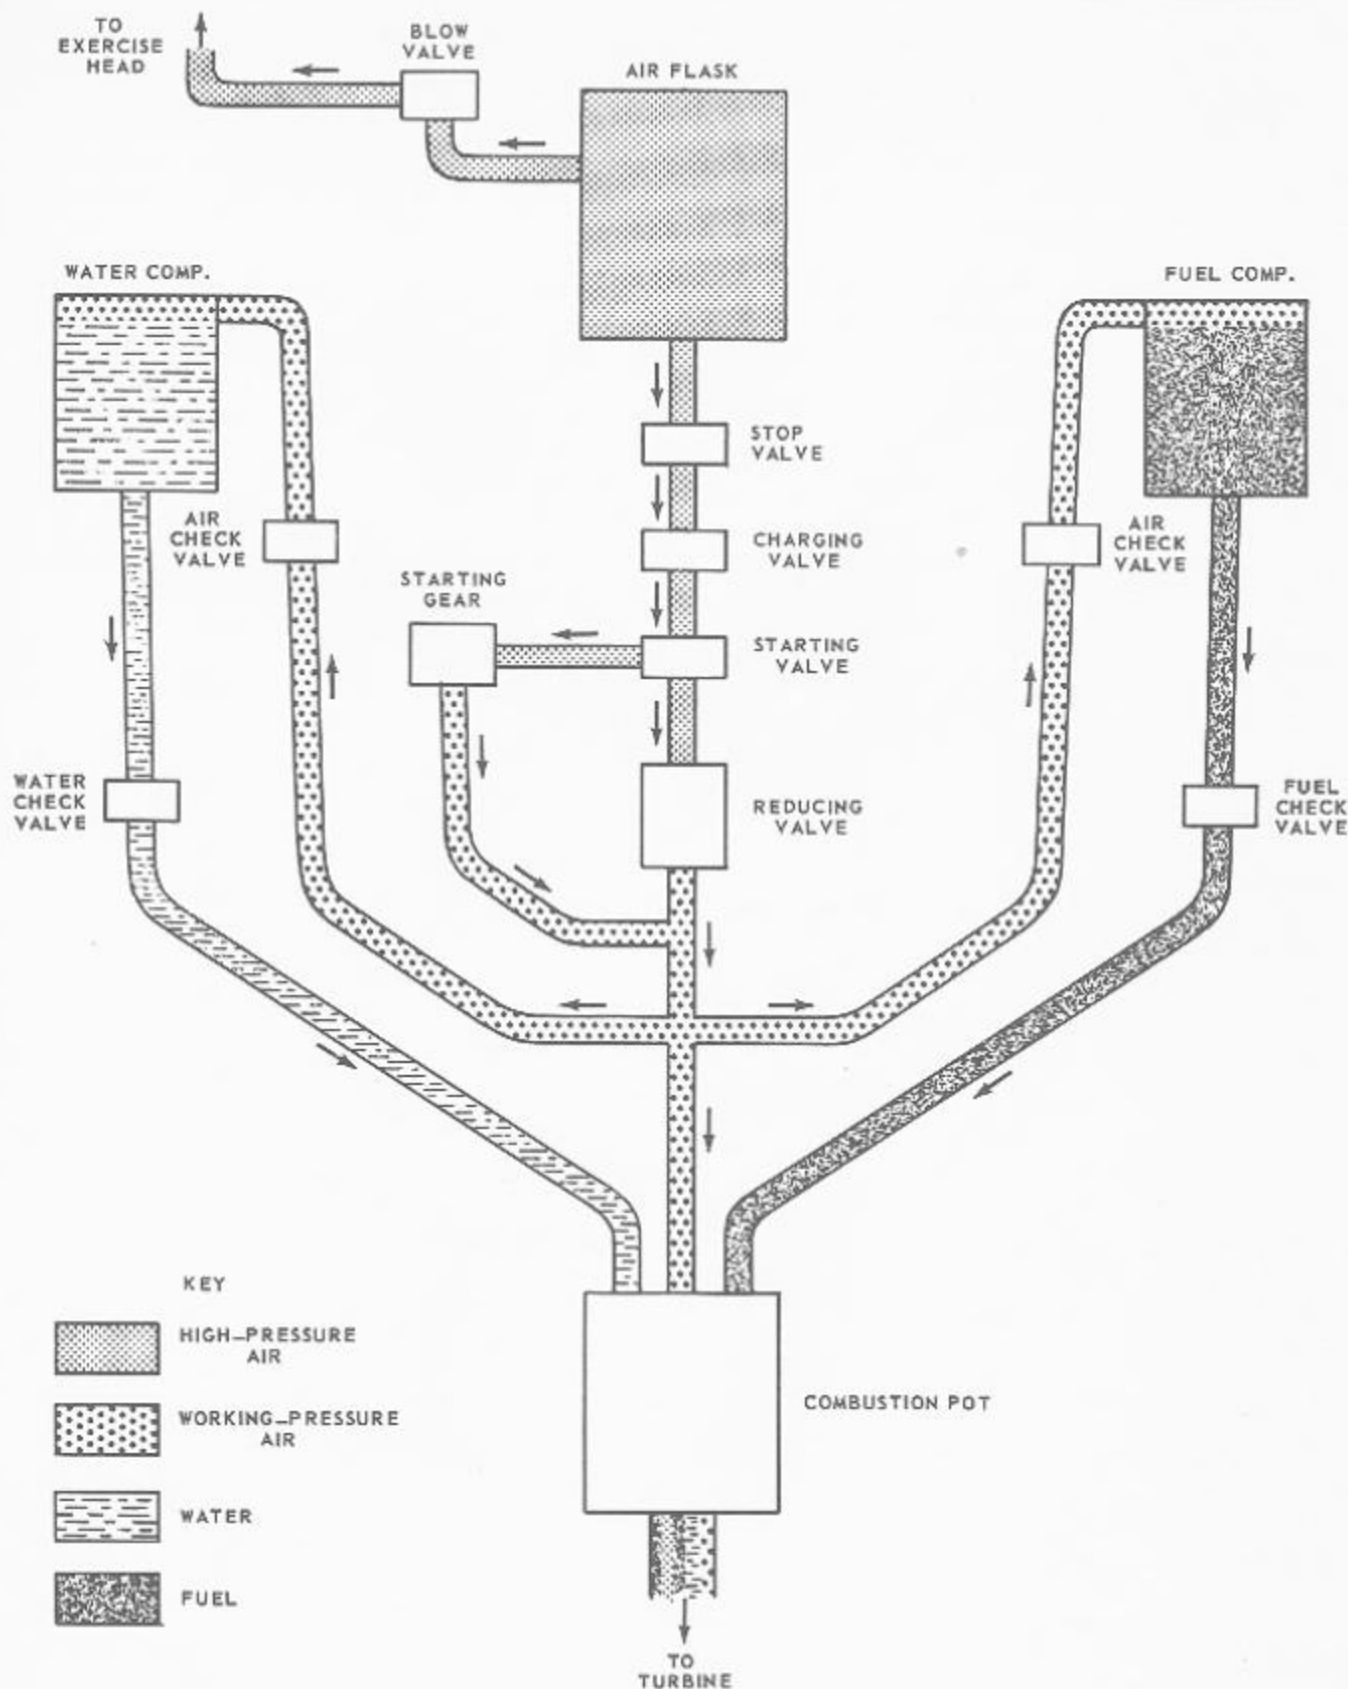 TO
EXERCISE
HEAD
BLOW
VALVE
AIR FLASK
WATER COMP.
FUEL COMP.
STOP
VALVE
AIR
CHECK
VALVE
CHARGING
VALVE
AIR
CHECK
VALVE
STARTING
GEAR
STARTING
VALVE
WATER
CHECK
VALVE
REDUCING
VALVE
FUEL
CHECK
VALVE
KEY
HIGH-PRESSURE
AIR
WORKING-PRESSURE
AIR
WATER
FUEL
COMBUSTION POT
TO
TURBINE